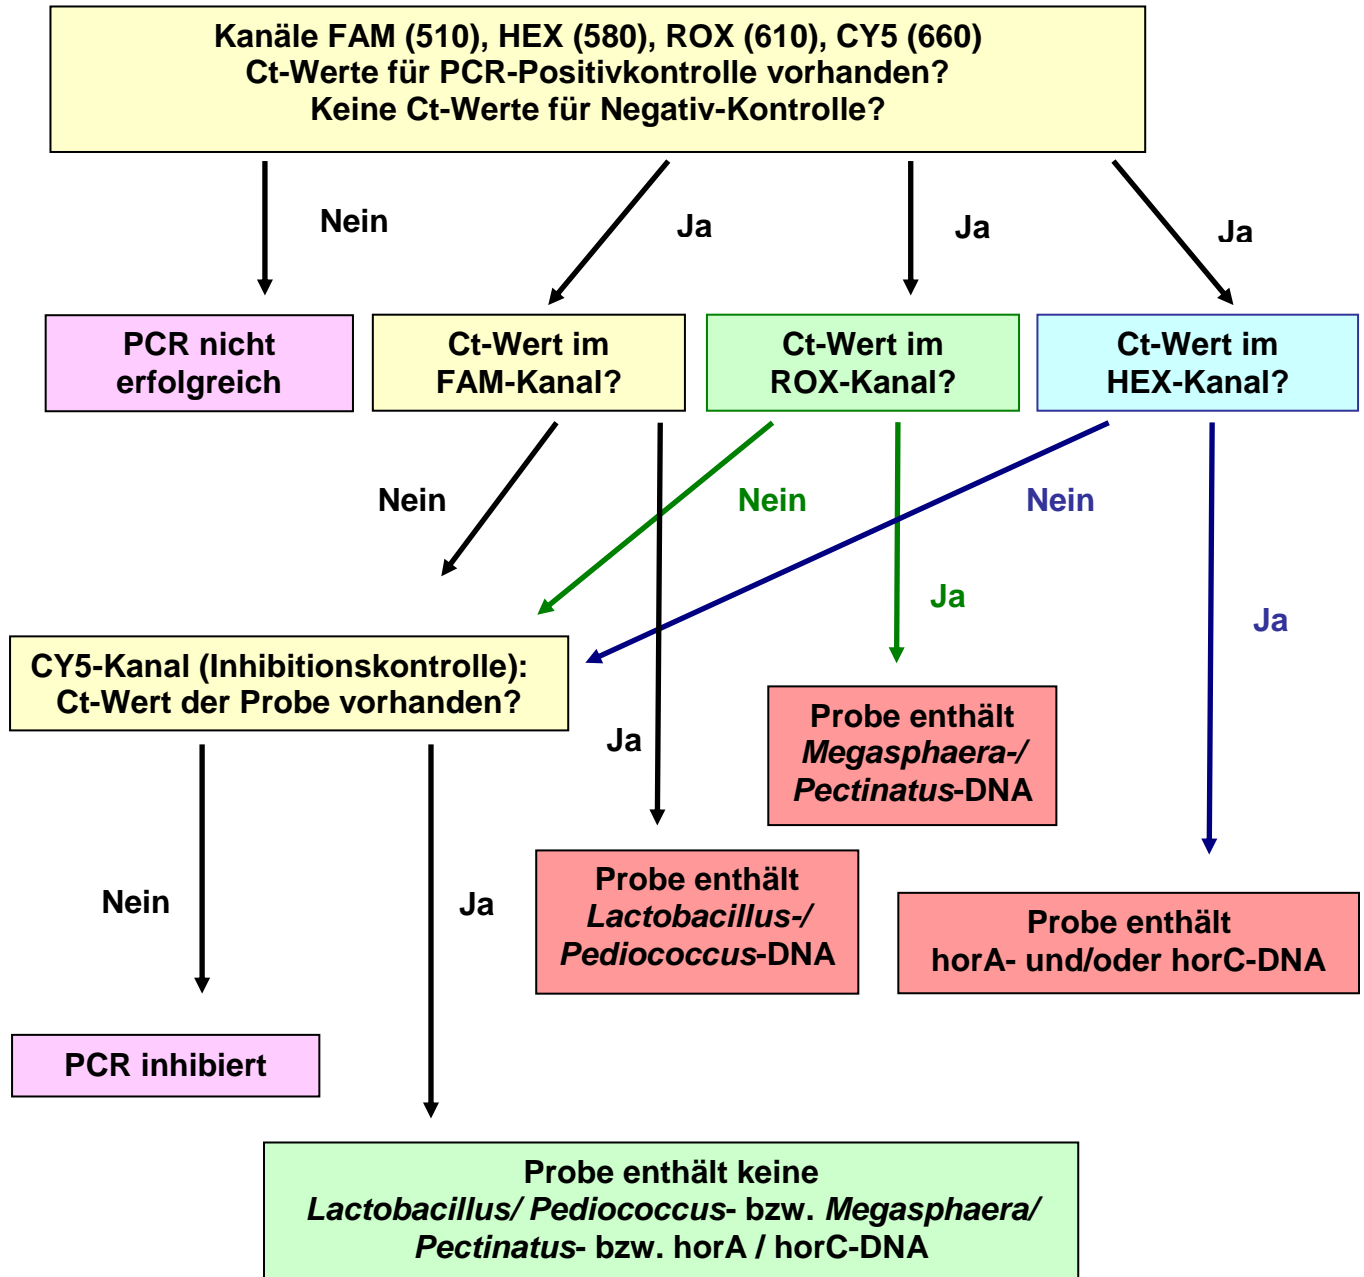 Kanäle FAM (510), HEX (580), ROX (610), CY5 (660)
Ct-Werte für PCR-Positivkontrolle vorhanden?
Keine Ct-Werte für Negativ-Kontrolle?
Nein
Ja
Ja
Ja
PCR nicht
erfolgreich
Ct-Wert im
FAM-Kanal?
Ct-Wert im
ROX-Kanal?
Ct-Wert im
HEX-Kanal?
Nein
Nein
Nein
Ja
Ja
CY5-Kanal (Inhibitionskontrolle):
Ct-Wert der Probe vorhanden?
Ja
Probe enthält
Megasphaera-/
Pectinatus-DNA
Nein
Ja
Probe enthält
Lactobacillus-/
Pediococcus-DNA
Probe enthält
horA- und/oder horC-DNA
PCR inhibiert
Probe enthält keine
Lactobacillus/ Pediococcus- bzw. Megasphaera/
Pectinatus- bzw. horA / horC-DNA